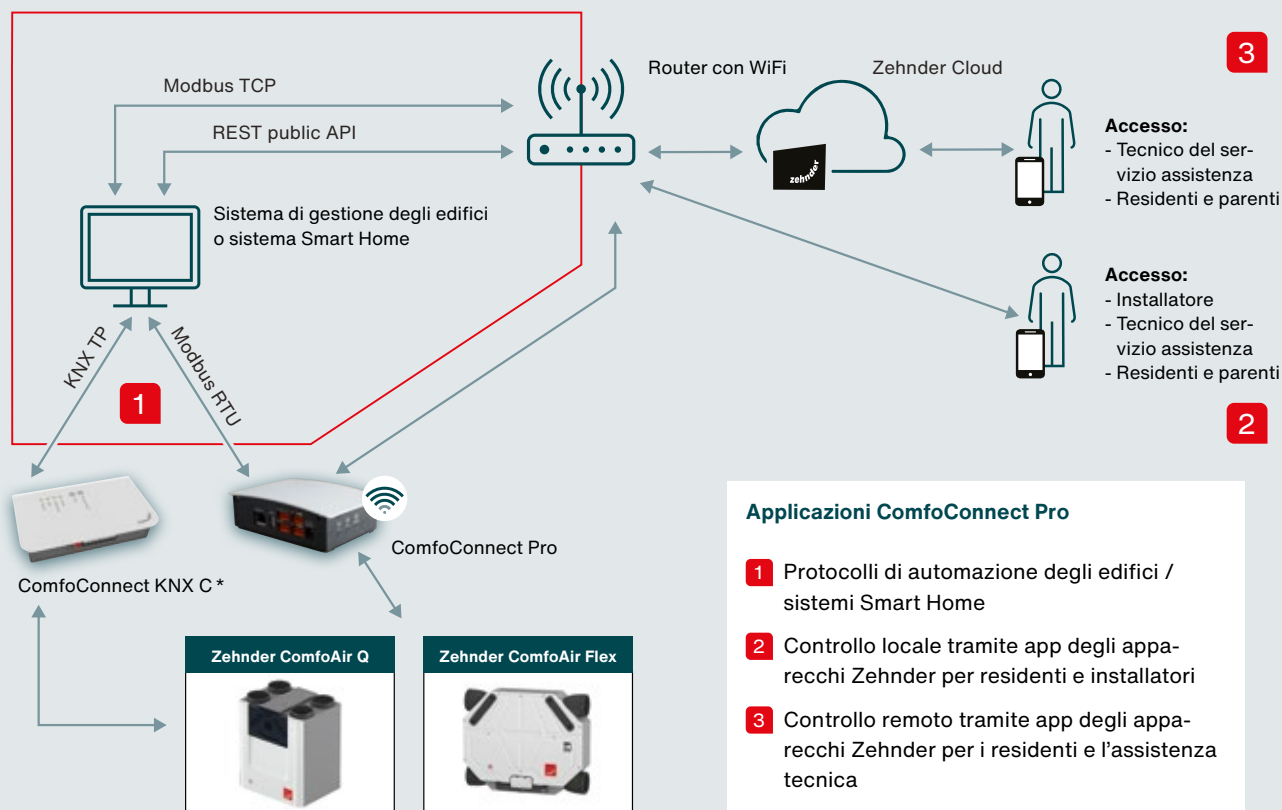 Modbus TCP
REST public API
Router con WiFi
Zehnder Cloud
zehnder
3
Accesso:
- Tecnico del ser-
vizio assistenza
- Residenti e parenti
Sistema di gestione degli edifici
o sistema Smart Home
Accesso:
- Installatore
- Tecnico del ser-
vizio assistenza
- Residenti e parenti
2
KNX TP
1
Modbus RTU
ComfoConnect KNX C *
ComfoConnect Pro
Zehnder ComfoAir Q
Zehnder ComfoAir Flex
Applicazioni ComfoConnect Pro
1 Protocolli di automazione degli edifici /
sistemi Smart Home
2 Controllo locale tramite app degli appa-
recchi Zehnder per residenti e installatori
3 Controllo remoto tramite app degli appa-
recchi Zehnder per i residenti e l'assistenza
tecnica